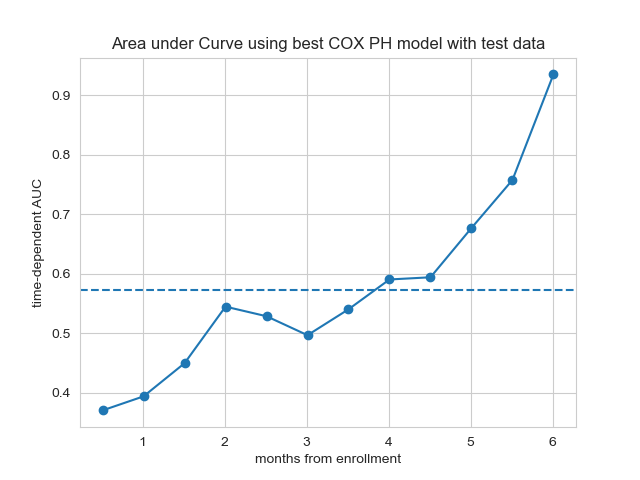 Area under Curve using best COX PH model with test data
time-dependent AUC
0.9
0.8
0.7
0.6
0.5
0.4
1 2 3 4 5 6
months from enrollment